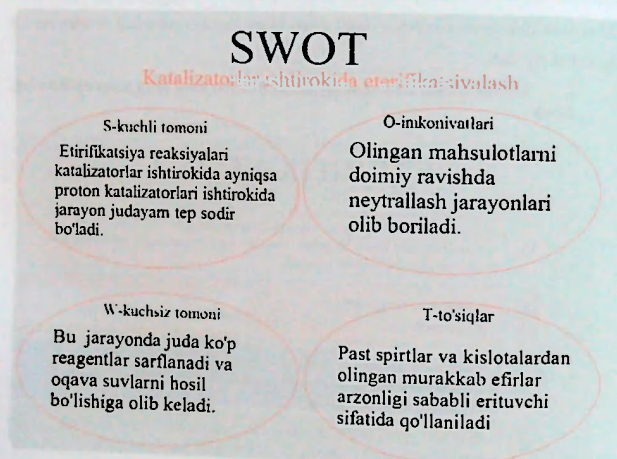 SWOT
Katalizatorlar ishtirokida eterifikatsiyalash
S-kuchli tomoni
Etirifikatsiya reaksiyalari
katalizatorlar ishtirokida ayniqsa
proton katalizatorlari ishtirokida
jarayon judayam tep sodir
bo'ladi.
O-imkoniyatlari
Olingan mahsulotlarni
doimiy ravishda
neytrallash jarayonlari
olib boriladi.
W-kuchsiz tomoni
Bu jarayonda juda ko'p
reagentlar sarflanadi va
oqava suvlarni hosil
bo'lishiga olib keladi.
T-to'siqlar
Past spirtlar va kislotalardan
olingan murakkab efirlar
arzonligi sababli erituvchi
sifatida qo'llaniladi